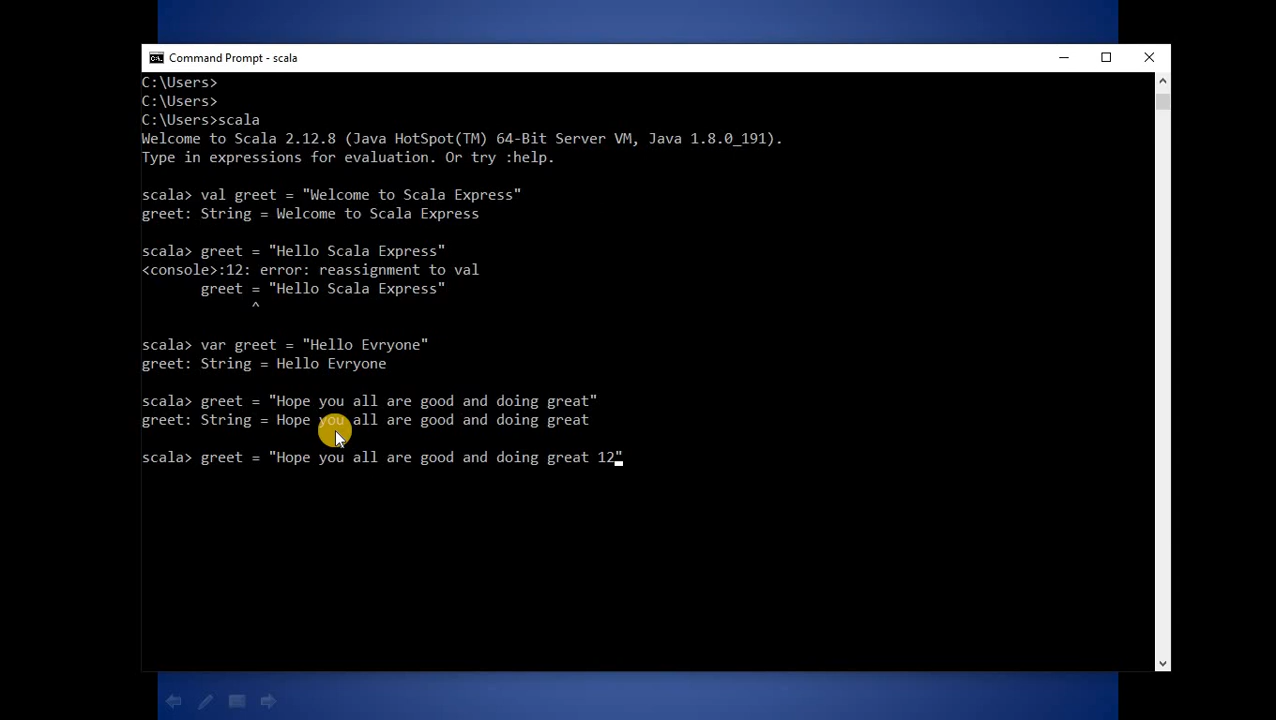 Command Prompt - scala
C:\Users>
C:\Users>
C:\Users>scala
Welcome to Scala 2.12.8 (Java HotSpot(TM) 64-Bit Server VM, Java 1.8.0_191).
Type in expressions for evaluation. Or try :help.
scala> val greet = "Welcome to Scala Express"
greet: String = Welcome to Scala Express
scala> greet = "Hello Scala Express"
<console>:12: error: reassignment to val
greet = "Hello Scala Express"
^
scala> var greet = "Hello Evryone"
greet: String = Hello Evryone
scala> greet = "Hope you all are good and doing great"
greet: String = Hope you all are good and doing great
scala> greet = "Hope you all are good and doing great 12"